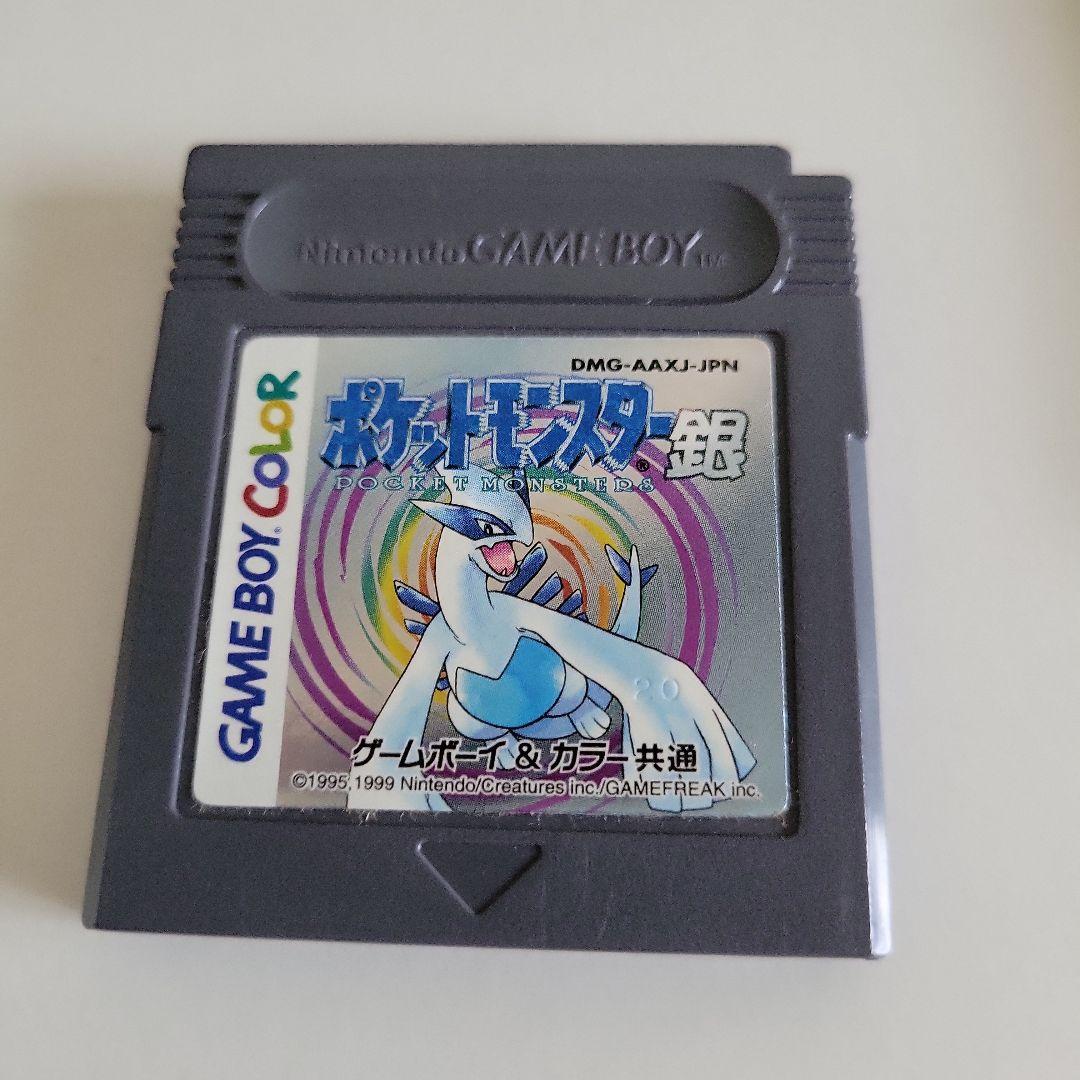 Nintendo GAME BOY TM
DMG-AAXJ-JPN
ポケットモンスター® 銀
POCKET MONSTERS
GAME BOY® COLOR
20
ゲームボーイ & カラー共通
©1995,1999 Nintendo/Creatures inc./GAMEFREAK inc.